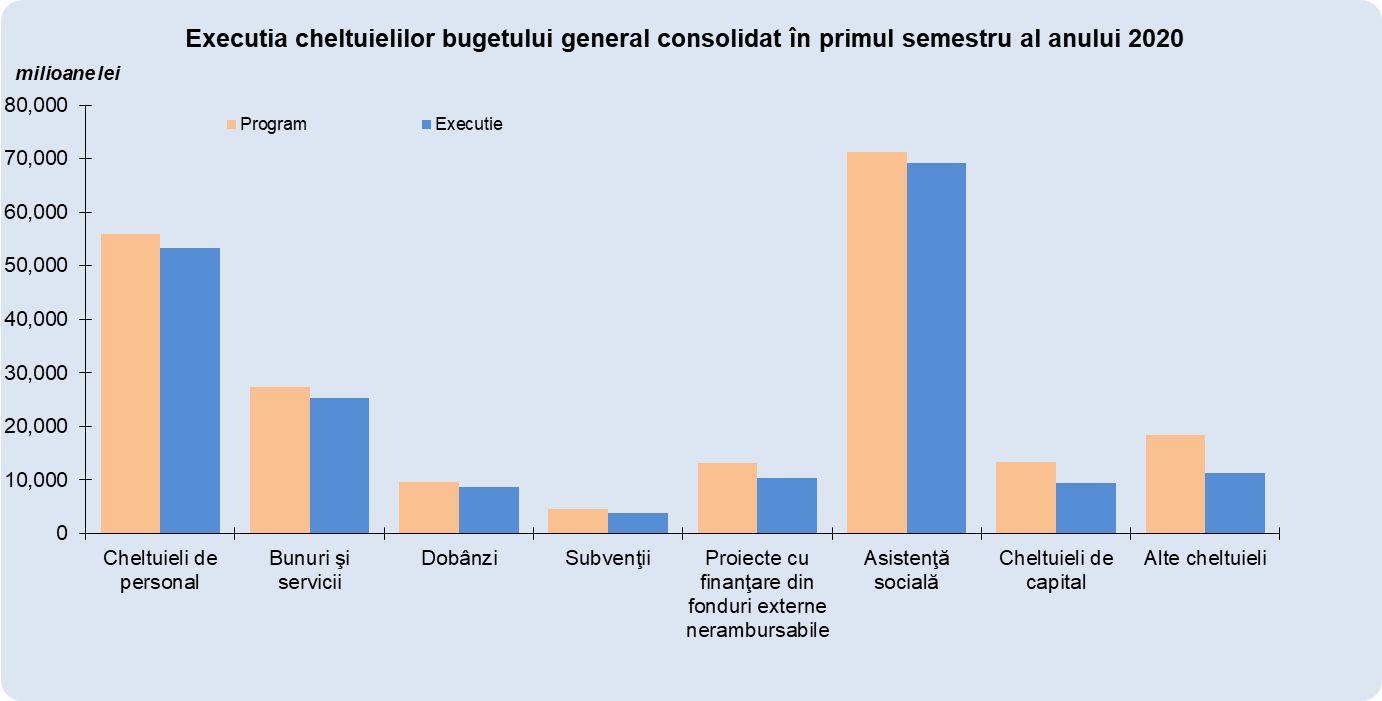 Executia cheltuielilor bugetului general consolidat în primul semestru al anului 2020
milioane lei
80,000
Program Executie
70,000
60,000
50,000
40,000
30,000
20,000
10,000
0
Cheltuieli de personal
Bunuri şi servicii
Dobânzi
Subvenţii
Proiecte cu finanţare din fonduri externe nerambursabile
Asistenţă socială
Cheltuieli de capital
Alte cheltuieli